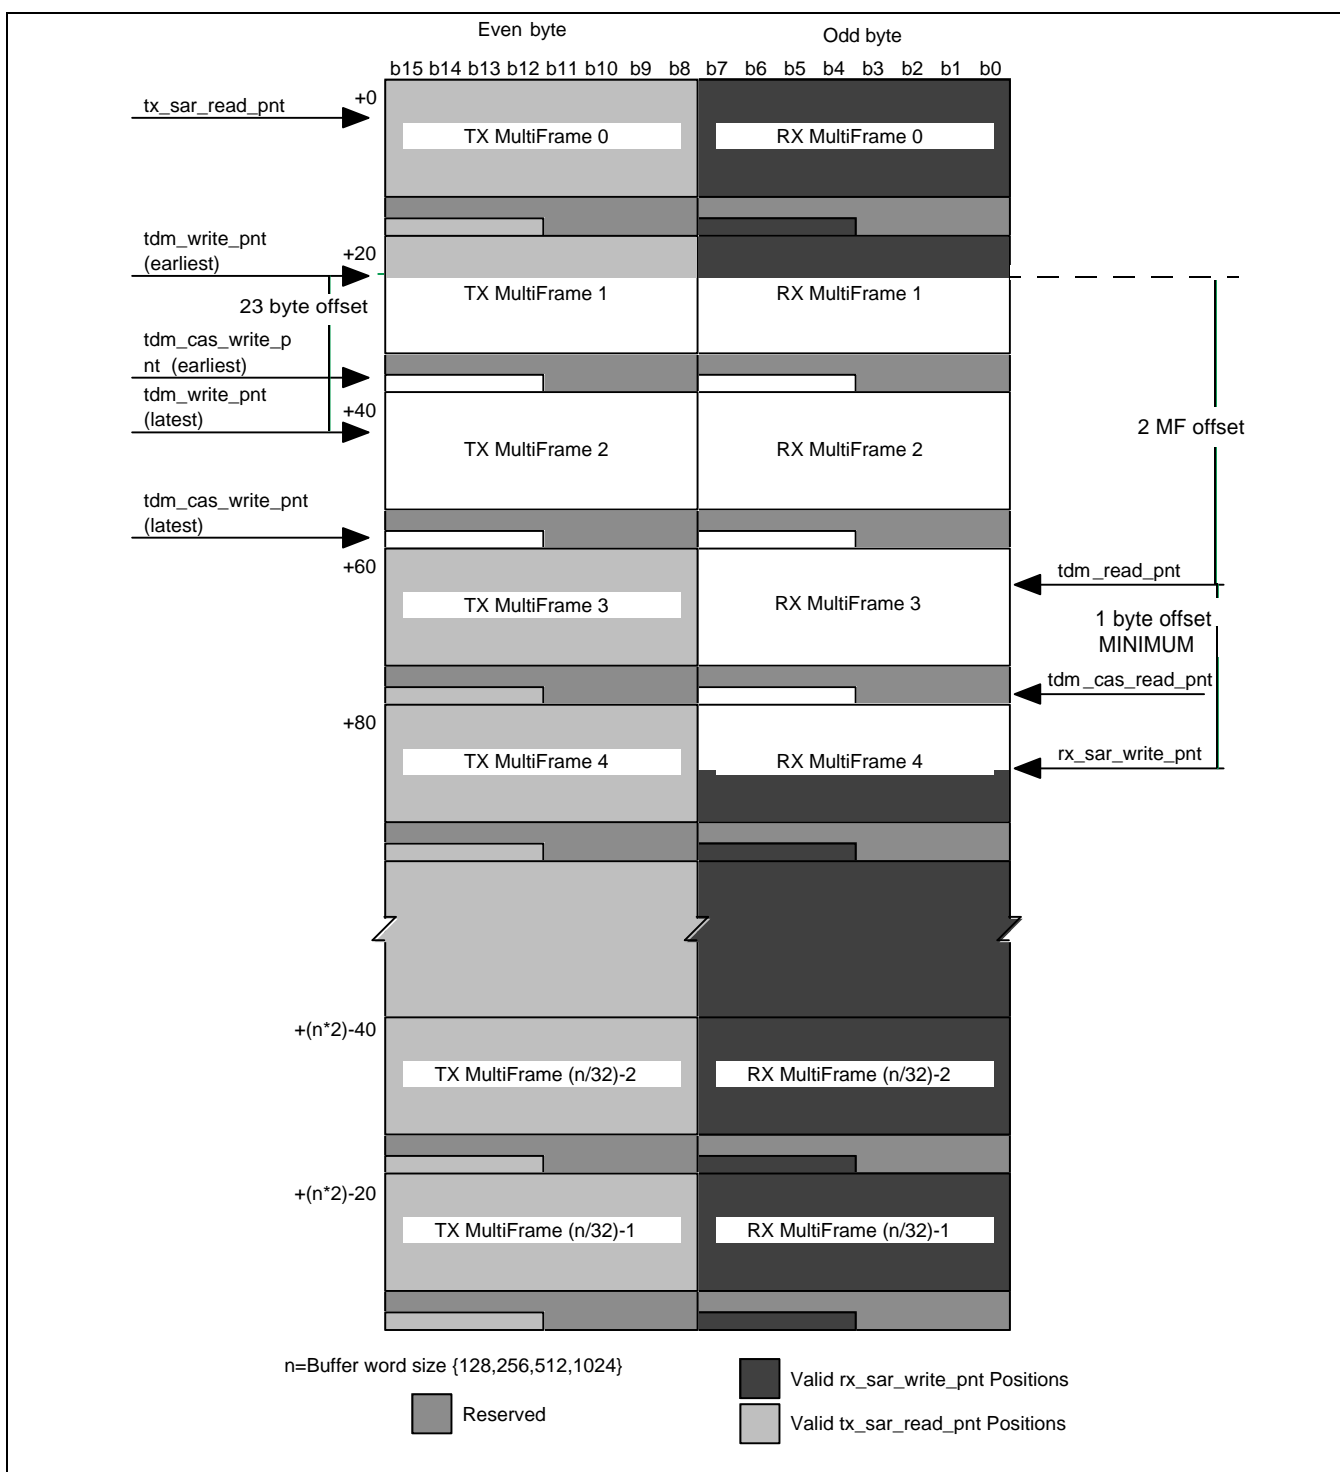 Even byte
Odd byte
b15 b14 b13 b12 b11 b10 b9 b8 b7 b6 b5 b4 b3 b2 b1 b0
tx_sar_read_pnt
+0
TX MultiFrame 0
RX MultiFrame 0
tdm_write_pnt
(earliest)
+20
23 byte offset
TX MultiFrame 1
RX MultiFrame 1
tdm_cas_write_p
nt (earliest)
tdm_write_pnt
(latest)
+40
2 MF offset
TX MultiFrame 2
RX MultiFrame 2
tdm_cas_write_pnt
(latest)
+60
tdm_read_pnt
TX MultiFrame 3
RX MultiFrame 3
1 byte offset
MINIMUM
tdm_cas_read_pnt
+80
TX MultiFrame 4
RX MultiFrame 4
rx_sar_write_pnt
+(n*2)-40
TX MultiFrame (n/32)-2
RX MultiFrame (n/32)-2
+(n*2)-20
TX MultiFrame (n/32)-1
RX MultiFrame (n/32)-1
n=Buffer word size {128,256,512,1024}
Valid rx_sar_write_pnt Positions
Reserved
Valid tx_sar_read_pnt Positions